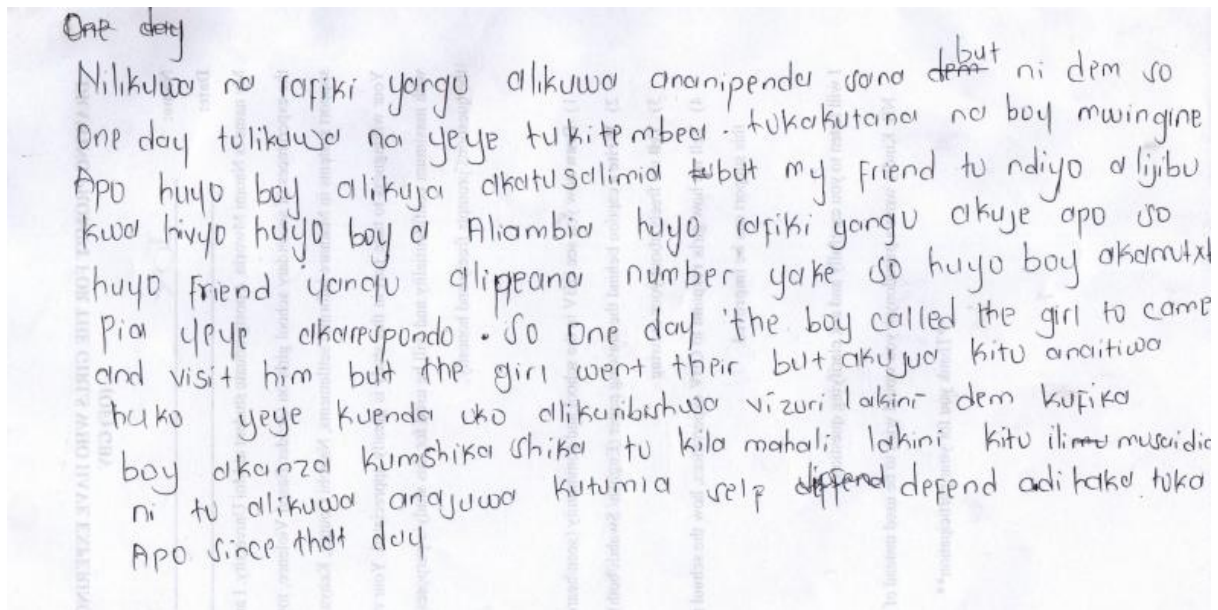 One day
Nilikuwa na rafiki yangu alikuwa ananipenda sana but ni dem so
One day tulikuwa na yeye tukitembea. tukakutana na boy mwingine
Apo huyo boy alikuja akatusalimia but my friend tu ndiyo alijibu
kwa hivyo huyo boy a Aliambia huyo rafiki yangu akuje apo so
huyo friend yangu alipeana number yake so huyo boy akamutxt
Pia yeye akarespondo. so one day the boy called the girl to came
and visit him but the girl went their but akujua kitu anaitiwa
huko yeye kuenda uko alikaribishwa vizuri lakini dem kufika
boy akanza kumshika shika tu kila mahali lakini kitu ili musaidia
ni tu alikuwa anajuwa kutumia self defend adi haka toka
Apo since that day